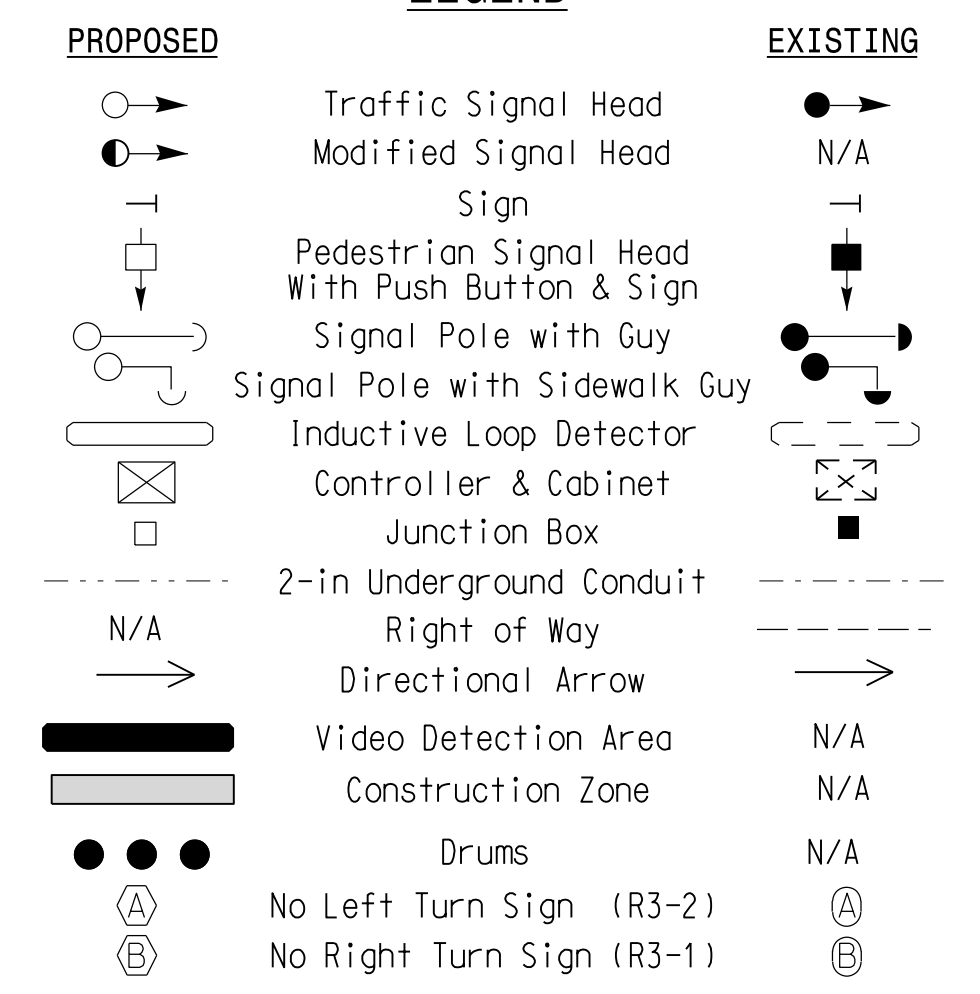 LEGEND
PROPOSED EXISTING
Traffic Signal Head
Modified Signal Head N/A
Sign
Pedestrian Signal Head
With Push Button & Sign
Signal Pole with Guy
Signal Pole with Sidewalk Guy
Inductive Loop Detector
Controller & Cabinet
Junction Box
2-in Underground Conduit
N/A Right of Way
Directional Arrow
Video Detection Area N/A
Construction Zone N/A
Drums N/A
A No Left Turn Sign (R3-2) A
B No Right Turn Sign (R3-1) B